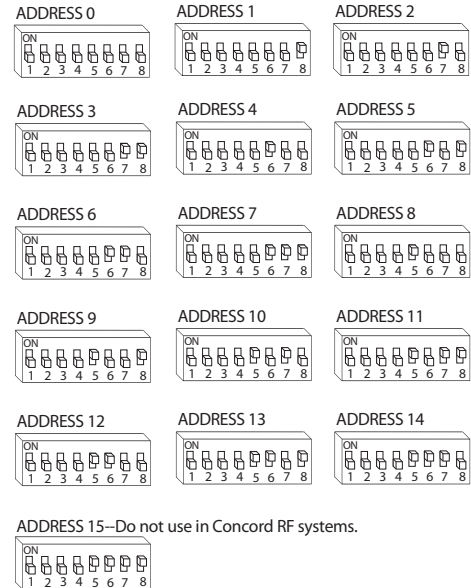 ADDRESS 0
ADDRESS 1
ADDRESS 2
ON
1 2 3 4 5 6 7 8
ON
1 2 3 4 5 6 7 8
ON
1 2 3 4 5 6 7 8
ADDRESS 3
ADDRESS 4
ADDRESS 5
ON
1 2 3 4 5 6 7 8
ON
1 2 3 4 5 6 7 8
ON
1 2 3 4 5 6 7 8
ADDRESS 6
ADDRESS 7
ADDRESS 8
ON
1 2 3 4 5 6 7 8
ON
1 2 3 4 5 6 7 8
ON
1 2 3 4 5 6 7 8
ADDRESS 9
ADDRESS 10
ADDRESS 11
ON
1 2 3 4 5 6 7 8
ON
1 2 3 4 5 6 7 8
ON
1 2 3 4 5 6 7 8
ADDRESS 12
ADDRESS 13
ADDRESS 14
ON
1 2 3 4 5 6 7 8
ON
1 2 3 4 5 6 7 8
ON
1 2 3 4 5 6 7 8
ADDRESS 15--Do not use in Concord RF systems.
ON
1 2 3 4 5 6 7 8